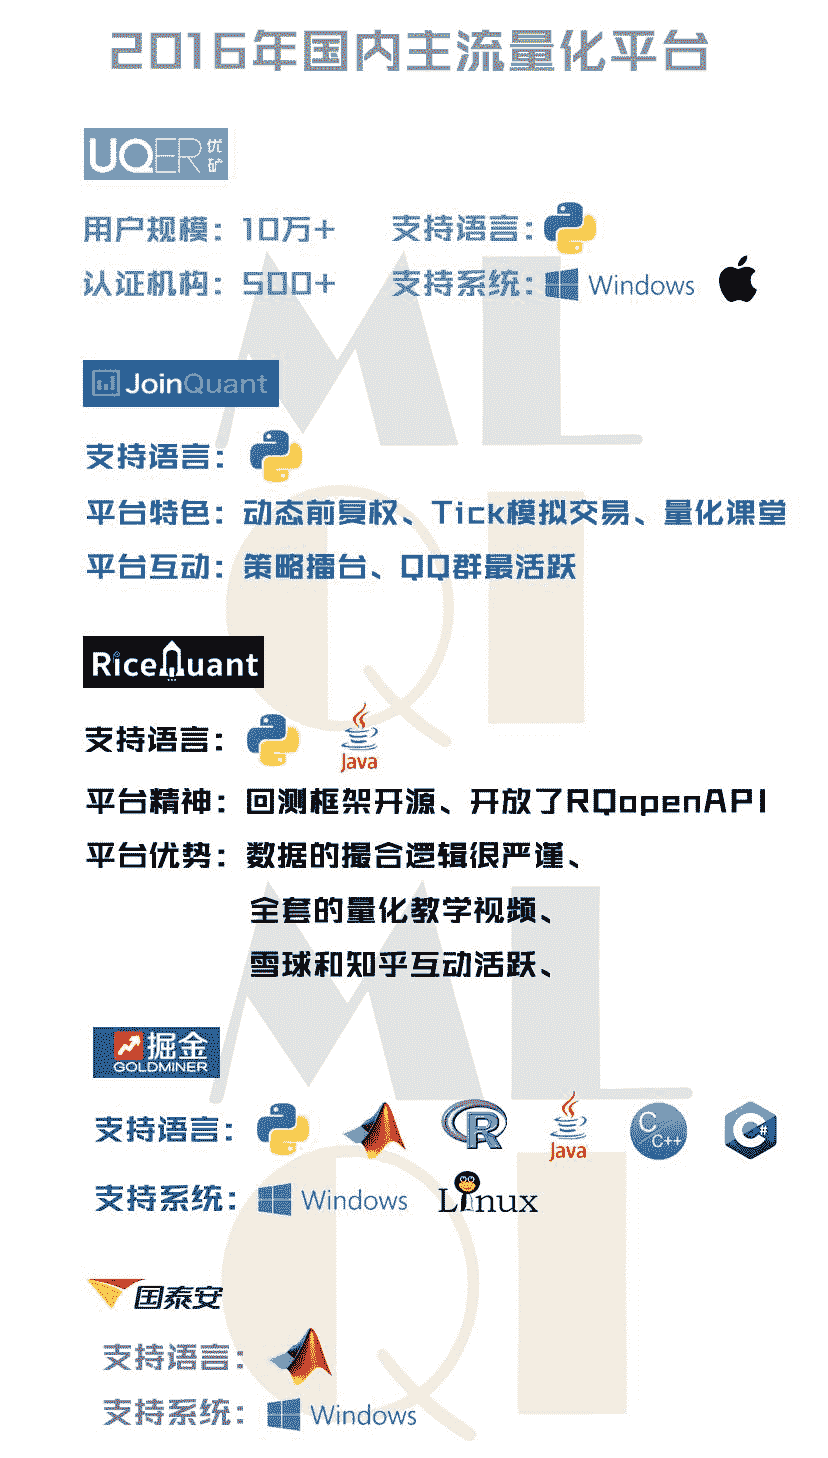 2016年国内主流量化平台
UQER优矿
用户规模：10万+ 支持语言：
认证机构：500+ 支持系统： Windows
JoinQuant
支持语言：
平台特色：动态前复权、Tick模拟交易、量化课堂
平台互动：策略擂台、QQ群最活跃
RiceQuant
支持语言： Java
平台精神：回测框架开源、开放了RQopenAPI
平台优势：数据的撮合逻辑很严谨、
全套的量化教学视频、
雪球和知乎互动活跃、
掘金
GOLDMINER
支持语言： R Java C C++ C#
支持系统： Windows Linux
国泰安
支持语言：
支持系统： Windows
ML
QI
ML
QI